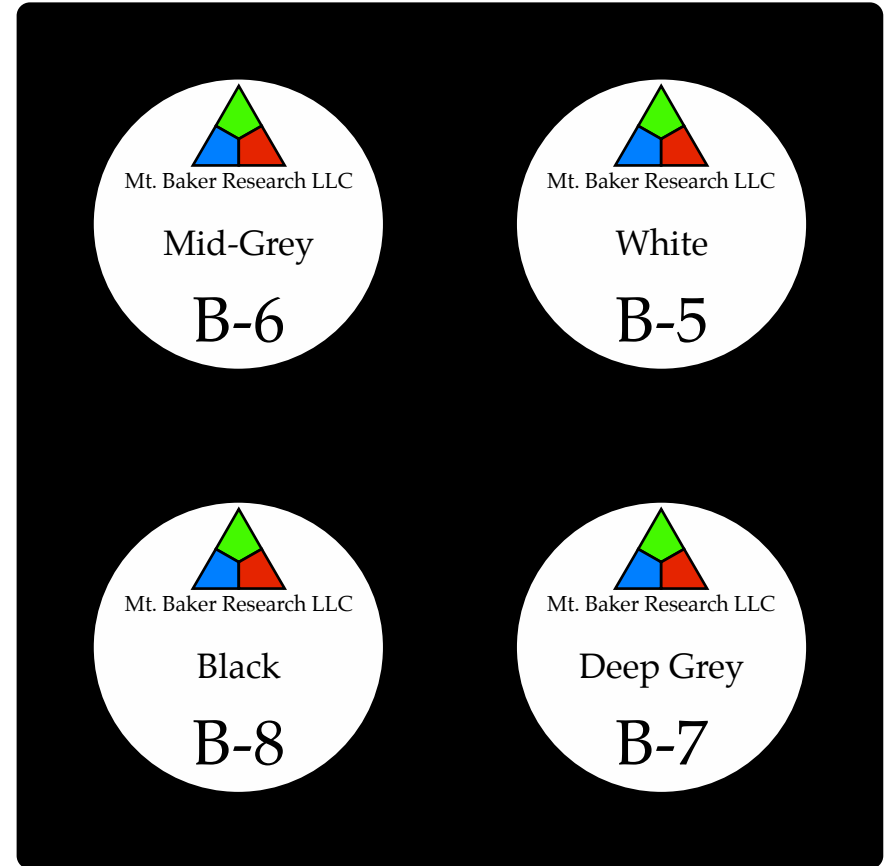 Mt. Baker Research LLC
Mid-Grey
B-6
Mt. Baker Research LLC
White
B-5
Mt. Baker Research LLC
Black
B-8
Mt. Baker Research LLC
Deep Grey
B-7